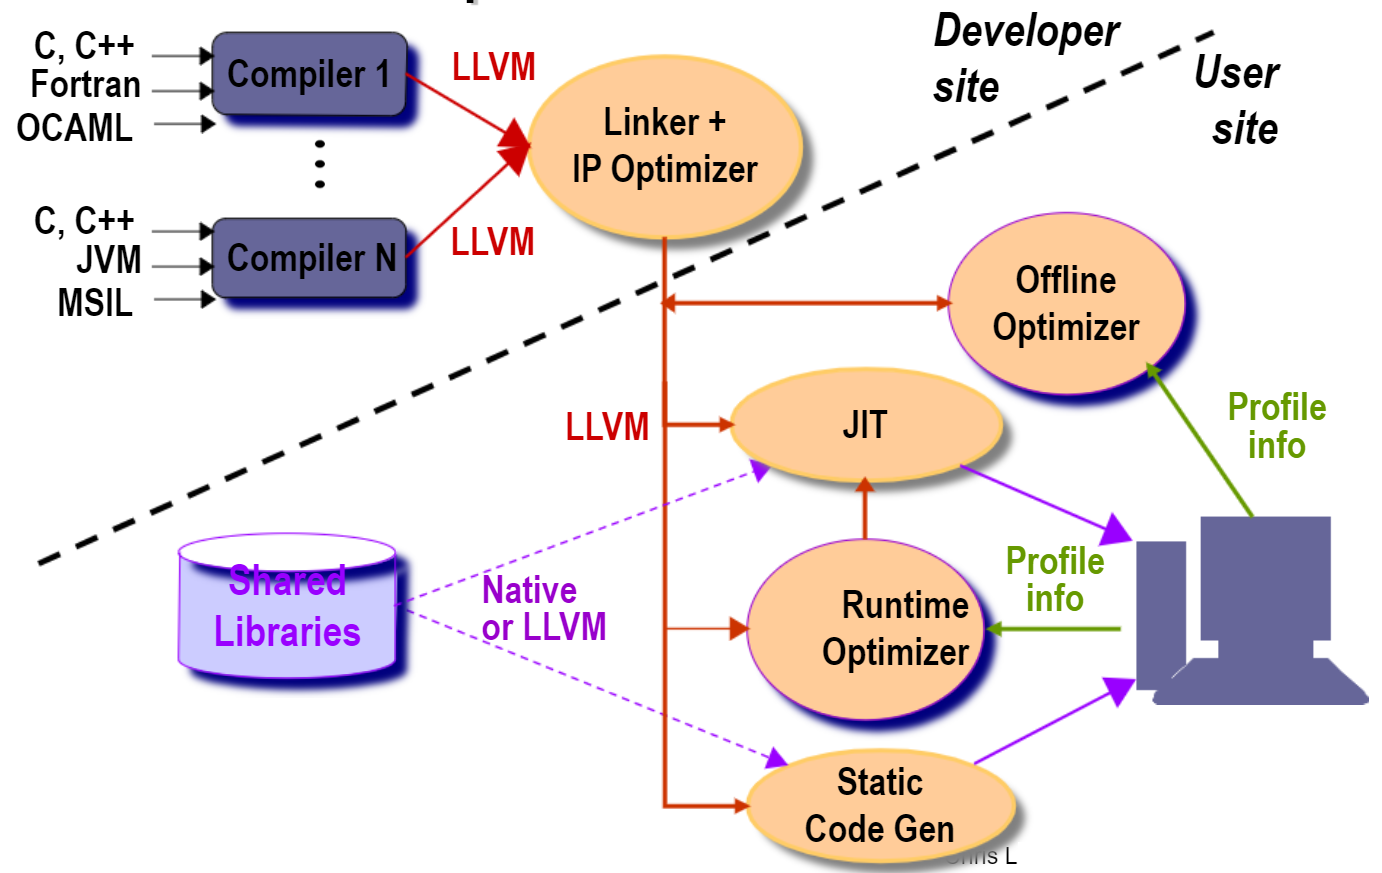 Developer
site
User
site
C, C++
Fortran
OCAML
Compiler 1
LLVM
Linker +
IP Optimizer
C, C++
JVM
MSIL
Compiler N
LLVM
Offline
Optimizer
Profile
info
LLVM
JIT
Shared
Libraries
Native
or LLVM
Runtime
Optimizer
Profile
info
Static
Code Gen
Chris L